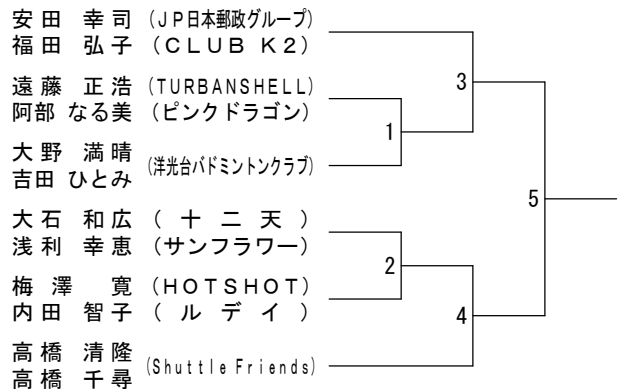 安田 幸司 (JP日本郵政グループ)
福田 弘子 (CLUB K2)
3
遠藤 正浩 (TURBANSHELL)
阿部 なる美 (ピンクドラゴン)
1
大野 満晴
吉田 ひとみ
(洋光台バドミントンクラブ)
5
大石 和広 (十二天)
浅利 幸恵 (サンフラワー)
2
梅澤 寛 (HOTSHOT)
内田 智子 (ルデイ)
4
高橋 清隆
高橋 千尋
(Shuttle Friends)